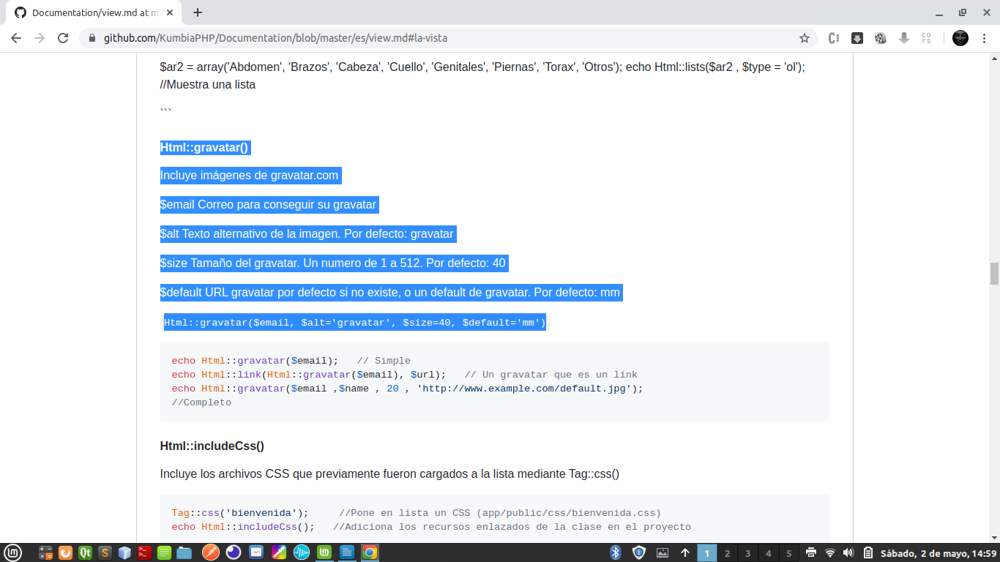 Documentation/view.md at m
github.com/KumbiaPHP/Documentation/blob/master/es/view.md#la-vista
$ar2 = array('Abdomen', 'Brazos', 'Cabeza', 'Cuello', 'Genitales', 'Piernas', 'Torax', 'Otros'); echo Html::lists($ar2 , $type = 'ol');
//Muestra una lista
```
Html::gravatar()
Incluye imágenes de gravatar.com
$email Correo para conseguir su gravatar
$alt Texto alternativo de la imagen. Por defecto: gravatar
$size Tamaño del gravatar. Un numero de 1 a 512. Por defecto: 40
$default URL gravatar por defecto si no existe, o un default de gravatar. Por defecto: mm
Html::gravatar($email, $alt='gravatar', $size=40, $default='mm')
echo Html::gravatar($email);   // Simple
echo Html::link(Html::gravatar($email), $url);   // Un gravatar que es un link
echo Html::gravatar($email ,$name , 20 , 'http://www.example.com/default.jpg');
//Completo
Html::includeCss()
Incluye los archivos CSS que previamente fueron cargados a la lista mediante Tag::css()
Tag::css('bienvenida');     //Pone en lista un CSS (app/public/css/bienvenida.css)
echo Html::includeCss();   //Adiciona los recursos enlazados de la clase en el proyecto
1 2 3 4 5 Sábado, 2 de mayo, 14:59